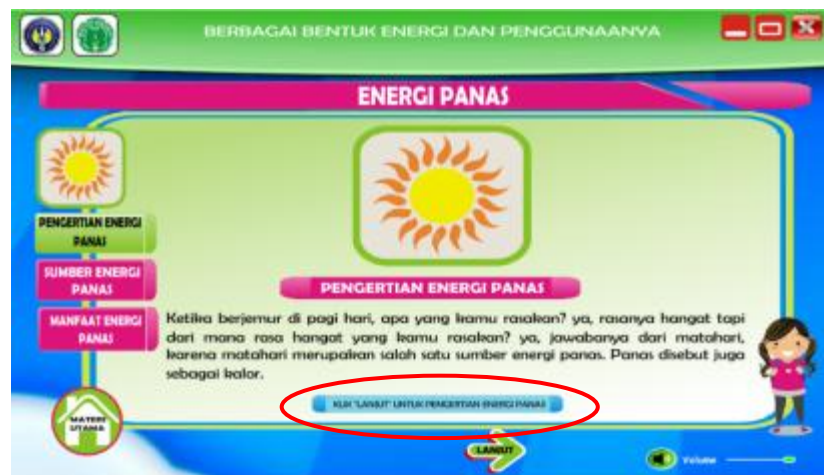 BERBAGAI BENTUK ENERGI DAN PENGGUNAANYA
ENERGI PANAS
PENGERTIAN ENERGI
PANAS
SUMBER ENERGI
PANAS
MANFAAT ENERGI
PANAS
PENGERTIAN ENERGI PANAS
Ketika berjemur di pagi hari, apa yang kamu rasakan? ya, rasanya hangat tapi
dari mana rasa hangat yang kamu rasakan? ya, jawabanya dari matahari,
karena matahari merupakan salah satu sumber energi panas. Panas disebut juga
sebagai kalor.
KLIK "LANJUT" UNTUK PENGERTIAN ENERGI PANAS
MATERI
UTAMA
LANJUT
Volume